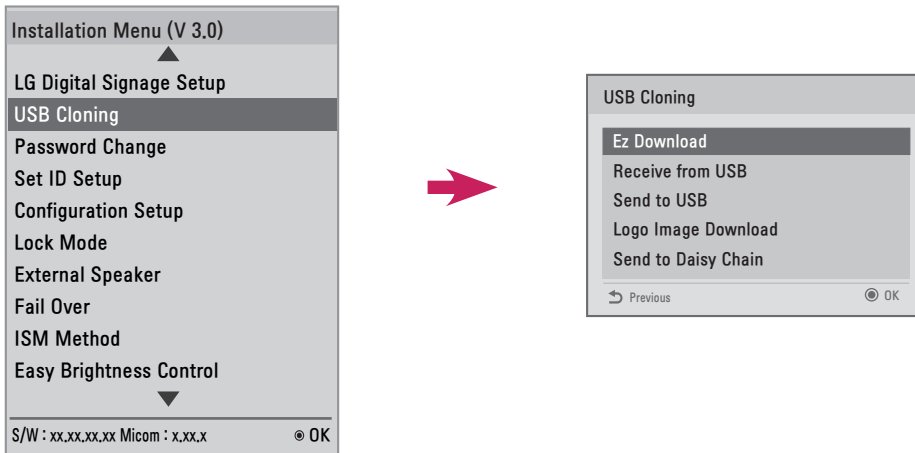 Installation Menu (V 3.0)
LG Digital Signage Setup
USB Cloning
Password Change
Set ID Setup
Configuration Setup
Lock Mode
External Speaker
Fail Over
ISM Method
Easy Brightness Control
S/W : xx.xx.xx.xx Micom : x.xx.x OK
USB Cloning
Ez Download
Receive from USB
Send to USB
Logo Image Download
Send to Daisy Chain
Previous OK